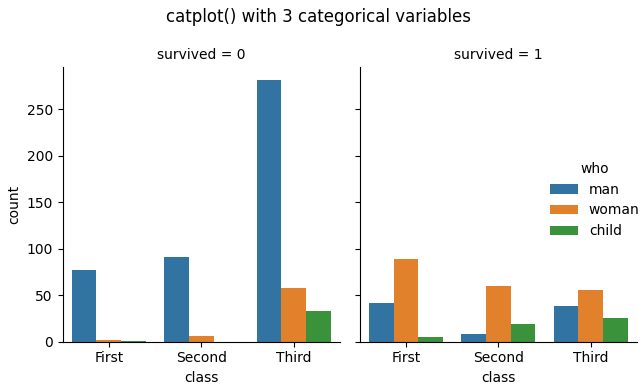 catplot() with 3 categorical variables
survived = 0
survived = 1
count
250
200
150
100
50
0
First Second Third
First Second Third
class
class
who
man
woman
child